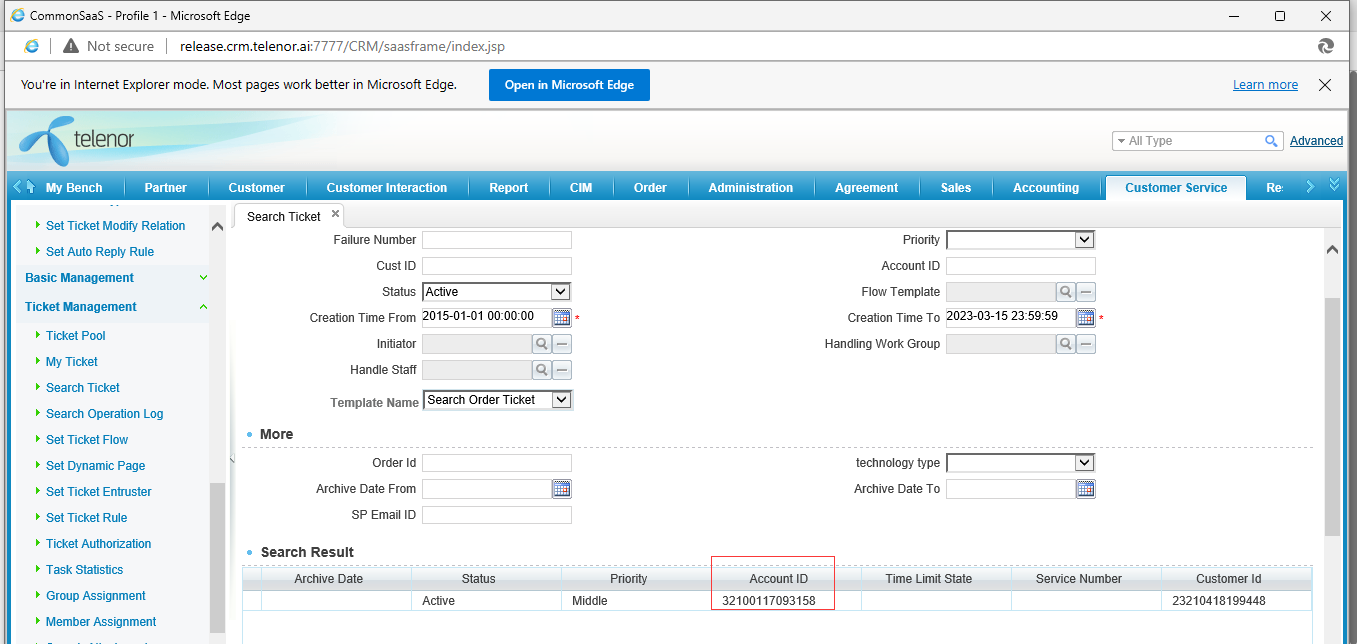 CommonSaaS - Profile 1 - Microsoft Edge
Not secure release.crm.telenor.ai:7777/CRM/saasframe/index.jsp
You're in Internet Explorer mode. Most pages work better in Microsoft Edge. Open in Microsoft Edge Learn more
telenor All Type Advanced
My Bench Partner Customer Customer Interaction Report CIM Order Administration Agreement Sales Accounting Customer Service Re
Set Ticket Modify Relation
Set Auto Reply Rule
Basic Management
Ticket Management
Ticket Pool
My Ticket
Search Ticket
Search Operation Log
Set Ticket Flow
Set Dynamic Page
Set Ticket Entruster
Set Ticket Rule
Ticket Authorization
Task Statistics
Group Assignment
Member Assignment
Search Ticket
Failure Number Priority
Cust ID Account ID
Status Active Flow Template
Creation Time From 2015-01-01 00:00:00 * Creation Time To 2023-03-15 23:59:59 *
Initiator Handling Work Group
Handle Staff
Template Name Search Order Ticket
More
Order Id technology type
Archive Date From Archive Date To
SP Email ID
Search Result
Archive Date Status Priority Account ID Time Limit State Service Number Customer Id
Active Middle 32100117093158 23210418199448